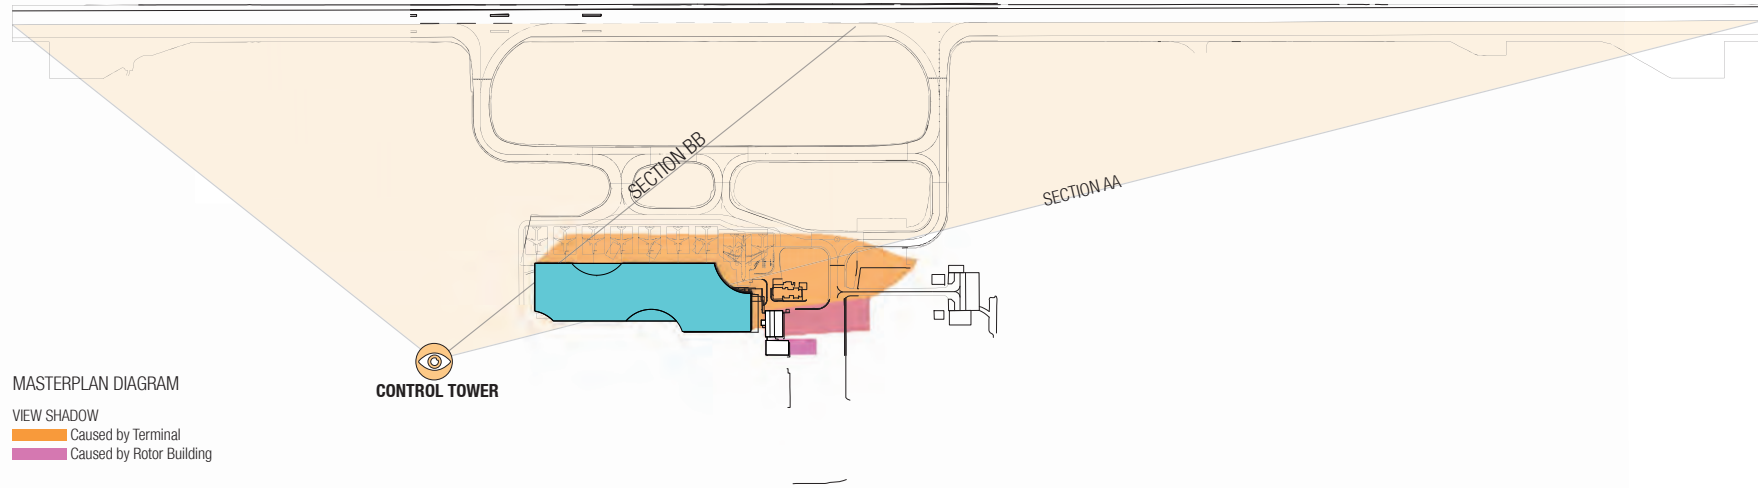 SECTION BB
SECTION AA
CONTROL TOWER
MASTERPLAN DIAGRAM
VIEW SHADOW
Caused by Terminal
Caused by Rotor Building